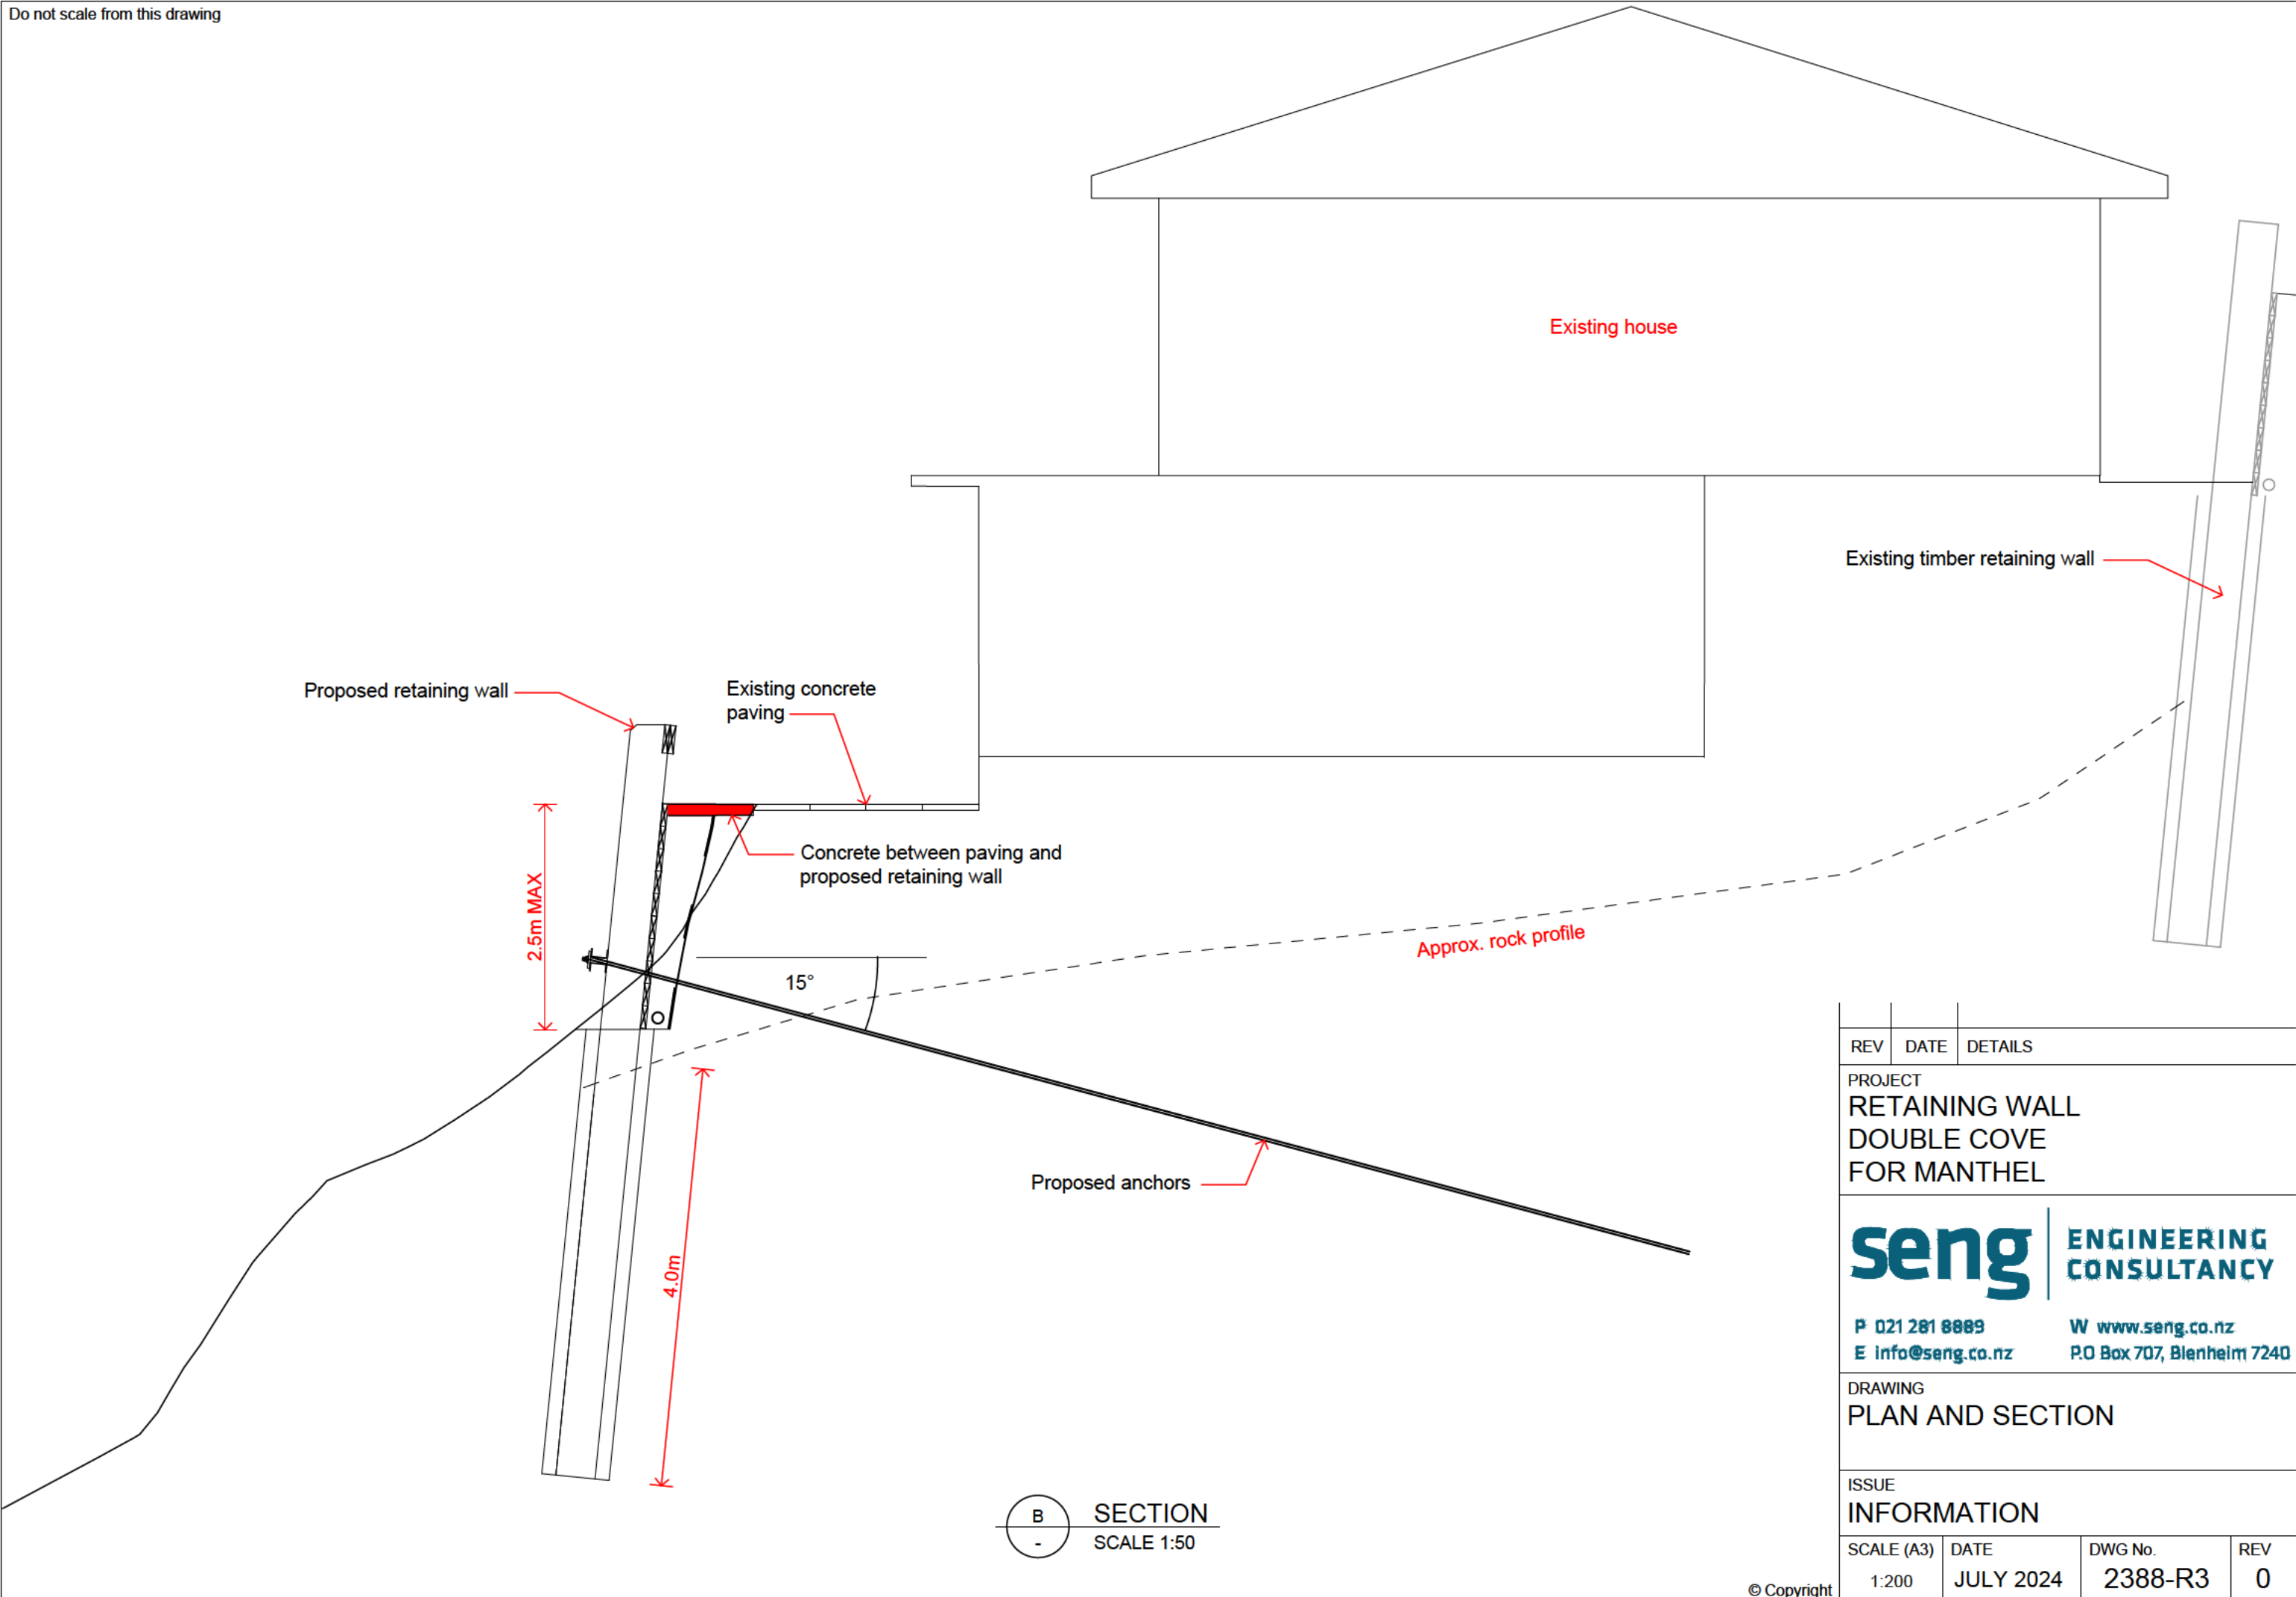 Do not scale from this drawing
Existing house
Existing timber retaining wall
Proposed retaining wall
Existing concrete
paving
Concrete between paving and
proposed retaining wall
2.5m MAX
Approx. rock profile
15°
Proposed anchors
4.0m
B
-
SECTION
SCALE 1:50
REV DATE DETAILS
PROJECT
RETAINING WALL
DOUBLE COVE
FOR MANTHEL
seng
ENGINEERING
CONSULTANCY
P 021 281 8889 W www.seng.co.nz
E info@seng.co.nz P.O Box 707, Blenheim 7240
DRAWING
PLAN AND SECTION
ISSUE
INFORMATION
SCALE (A3) DATE DWG No. REV
1:200 JULY 2024 2388-R3 0
© Copyright